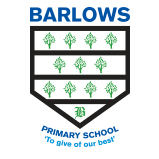 BARLOWS
B
PRIMARY SCHOOL
'To give of our best'